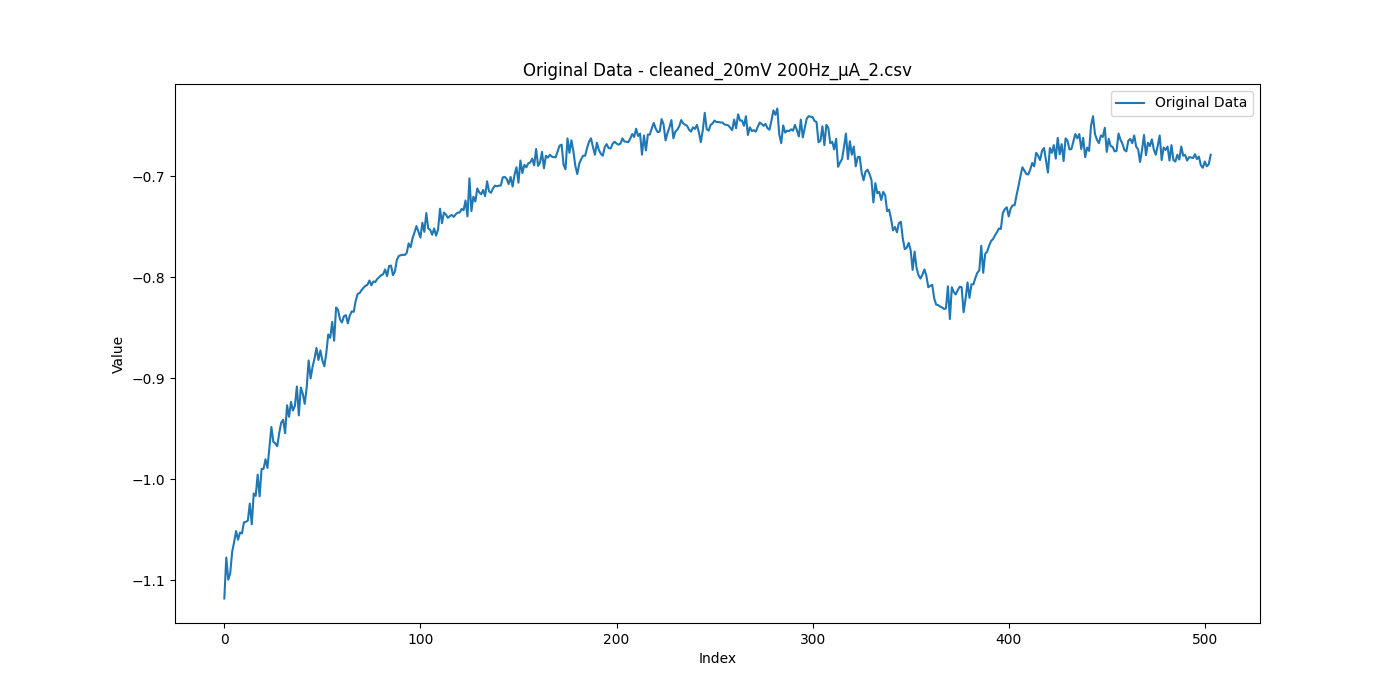 Original Data - cleaned_20mV 200Hz_μA_2.csv
Original Data
Value
−0.7
−0.8
−0.9
−1.0
−1.1
0 100 200 300 400 500
Index